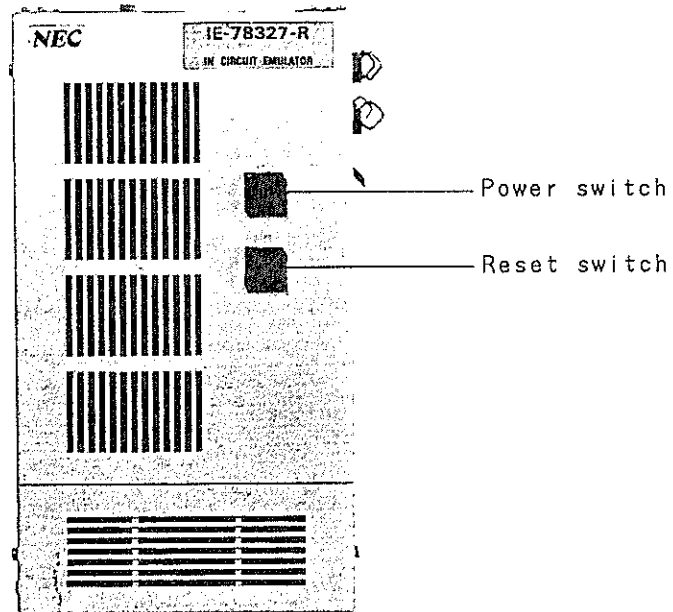 NEC
IE-78327-R
IN CIRCUIT EMULATOR
Power switch
Reset switch